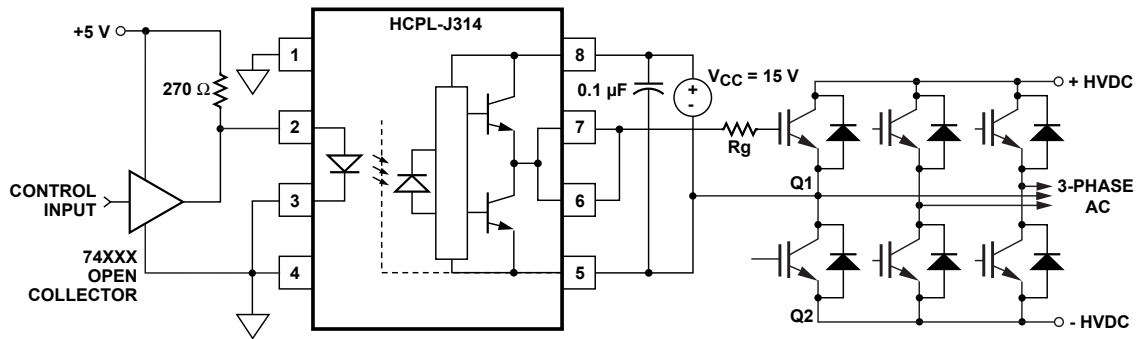 HCPL-J314
+5 V
270 Ω
1
2
3
4
8
7
6
5
0.1 µF
VCC = 15 V
+
-
Rg
+ HVDC
Q1
3-PHASE
AC
CONTROL
INPUT
74XXX
OPEN
COLLECTOR
Q2
- HVDC